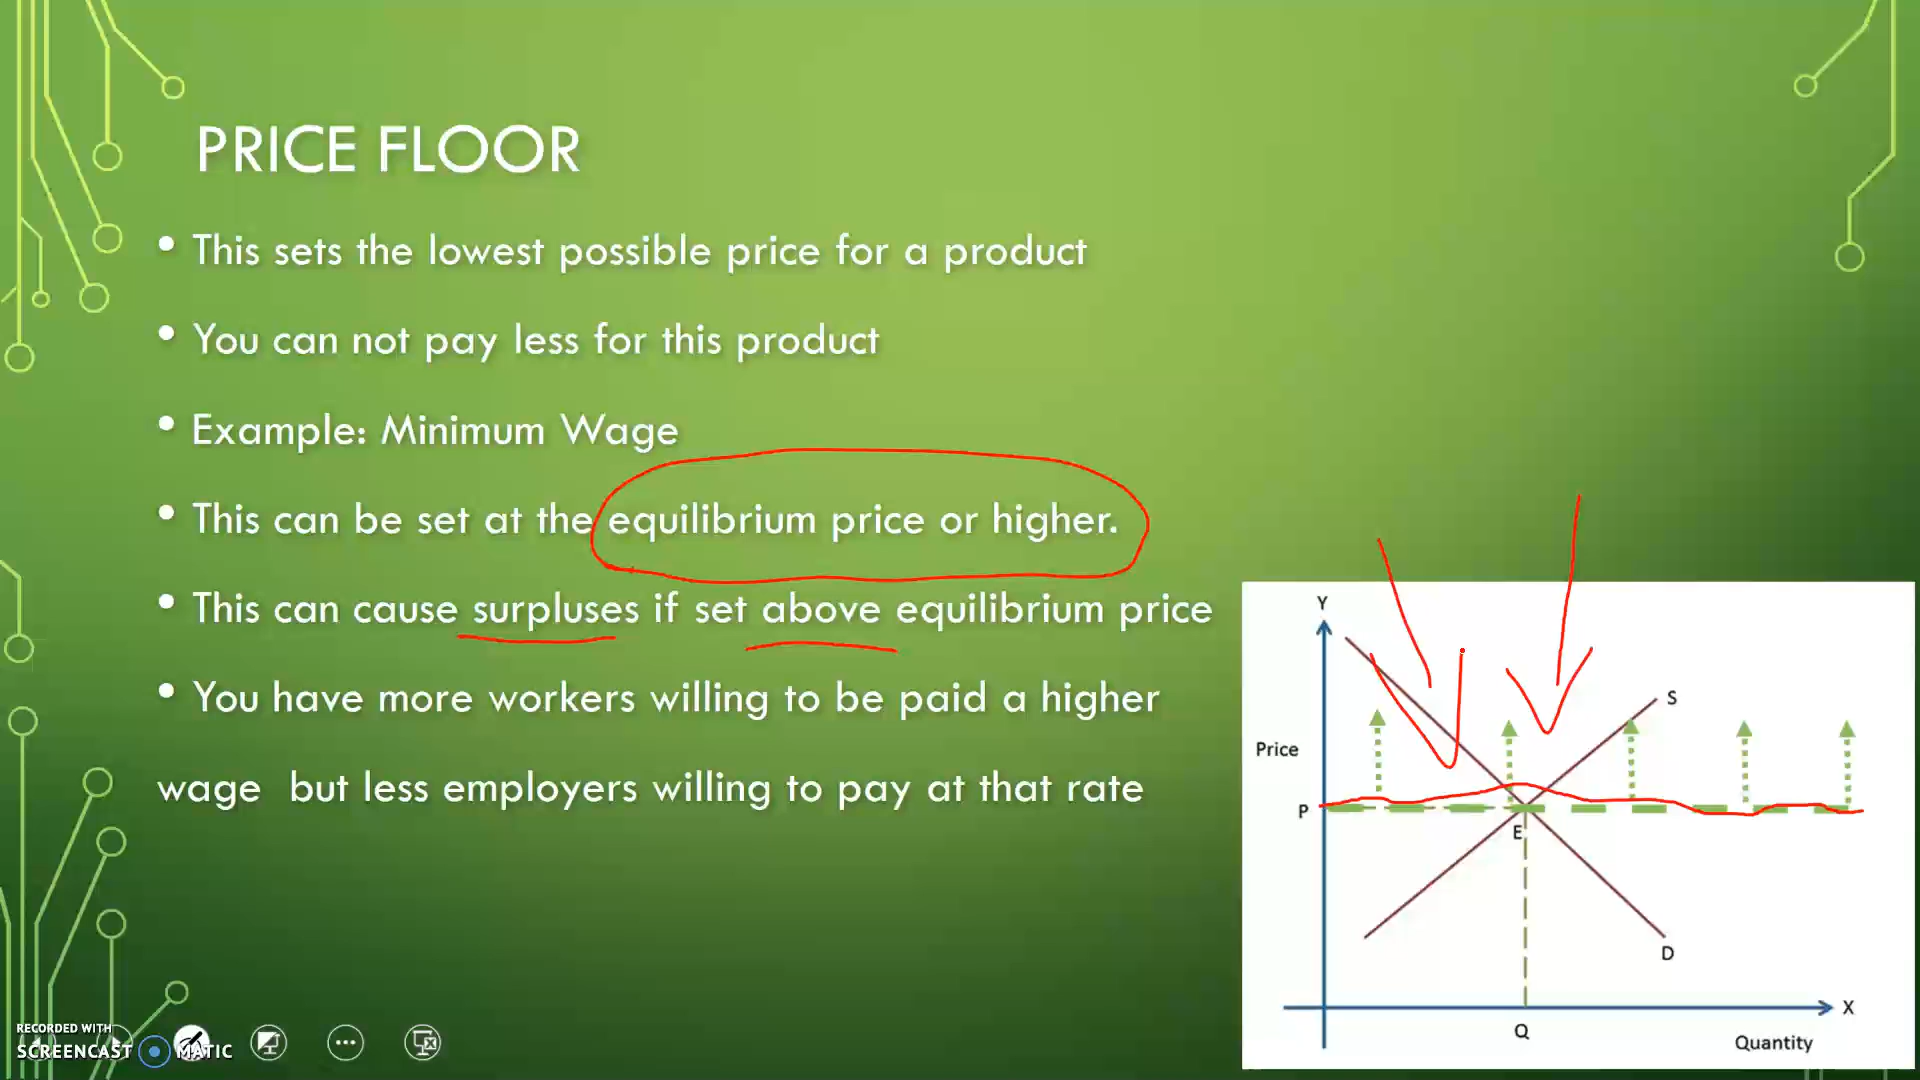 PRICE FLOOR
• This sets the lowest possible price for a product
• You can not pay less for this product
• Example: Minimum Wage
• This can be set at the equilibrium price or higher.
• This can cause surpluses if set above equilibrium price
• You have more workers willing to be paid a higher
wage but less employers willing to pay at that rate
Y
S
Price
P
E
D
X
Q
Quantity
RECORDED WITH
SCREENCAST MATIC